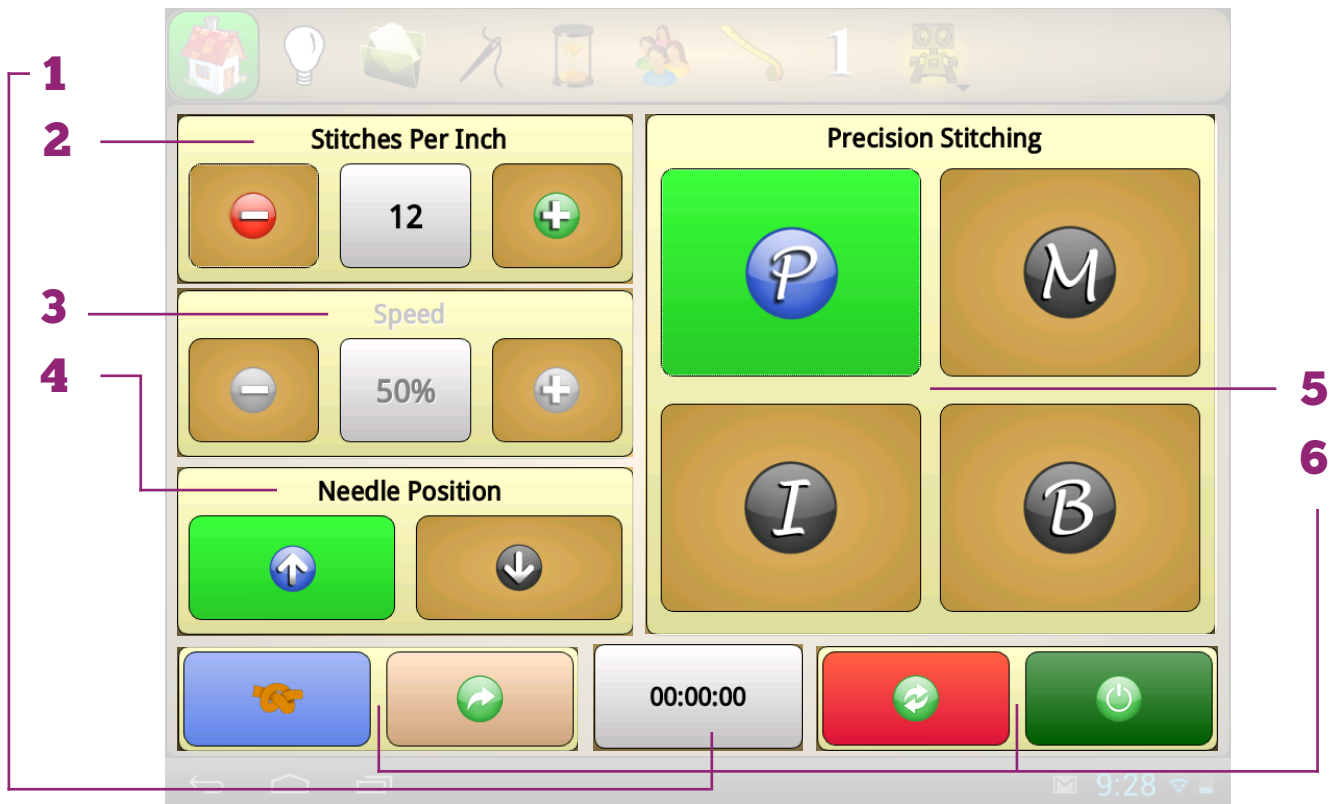 1
1
2
Stitches Per Inch
Precision Stitching
12
P
M
3
Speed
50%
4
5
6
Needle Position
I
B
00:00:00
9:28